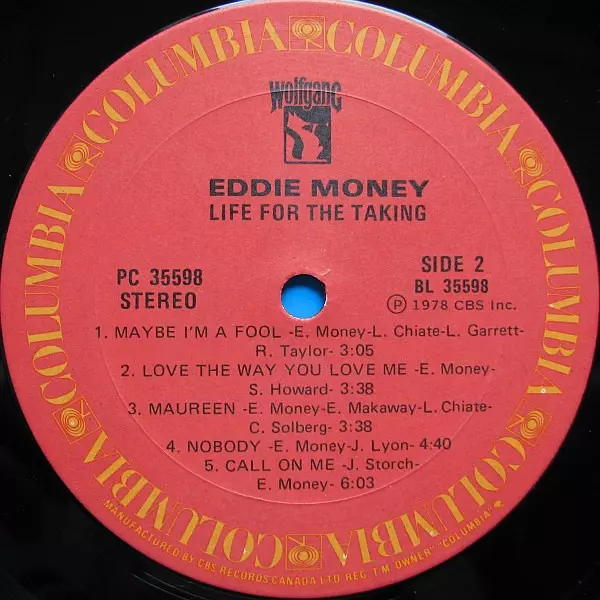 COLUMBIA COLUMBIA COLUMBIA COLUMBIA COLUMBIA COLUMBIA
Wolfgang
EDDIE MONEY
LIFE FOR THE TAKING
PC 35598
STEREO
SIDE 2
BL 35598
Ⓟ 1978 CBS Inc.
1. MAYBE I'M A FOOL -E. Money-L. Chiate-L. Garrett-
R. Taylor- 3:05
2. LOVE THE WAY YOU LOVE ME -E. Money-
S. Howard- 3:38
3. MAUREEN -E. Money-E. Makaway-L. Chiate-
C. Solberg- 3:38
4. NOBODY -E. Money-J. Lyon- 4:40
5. CALL ON ME -J. Storch-
E. Money- 6:03
MANUFACTURED BY CBS RECORDS CANADA LTD. REG. T.M. OWNER "COLUMBIA"